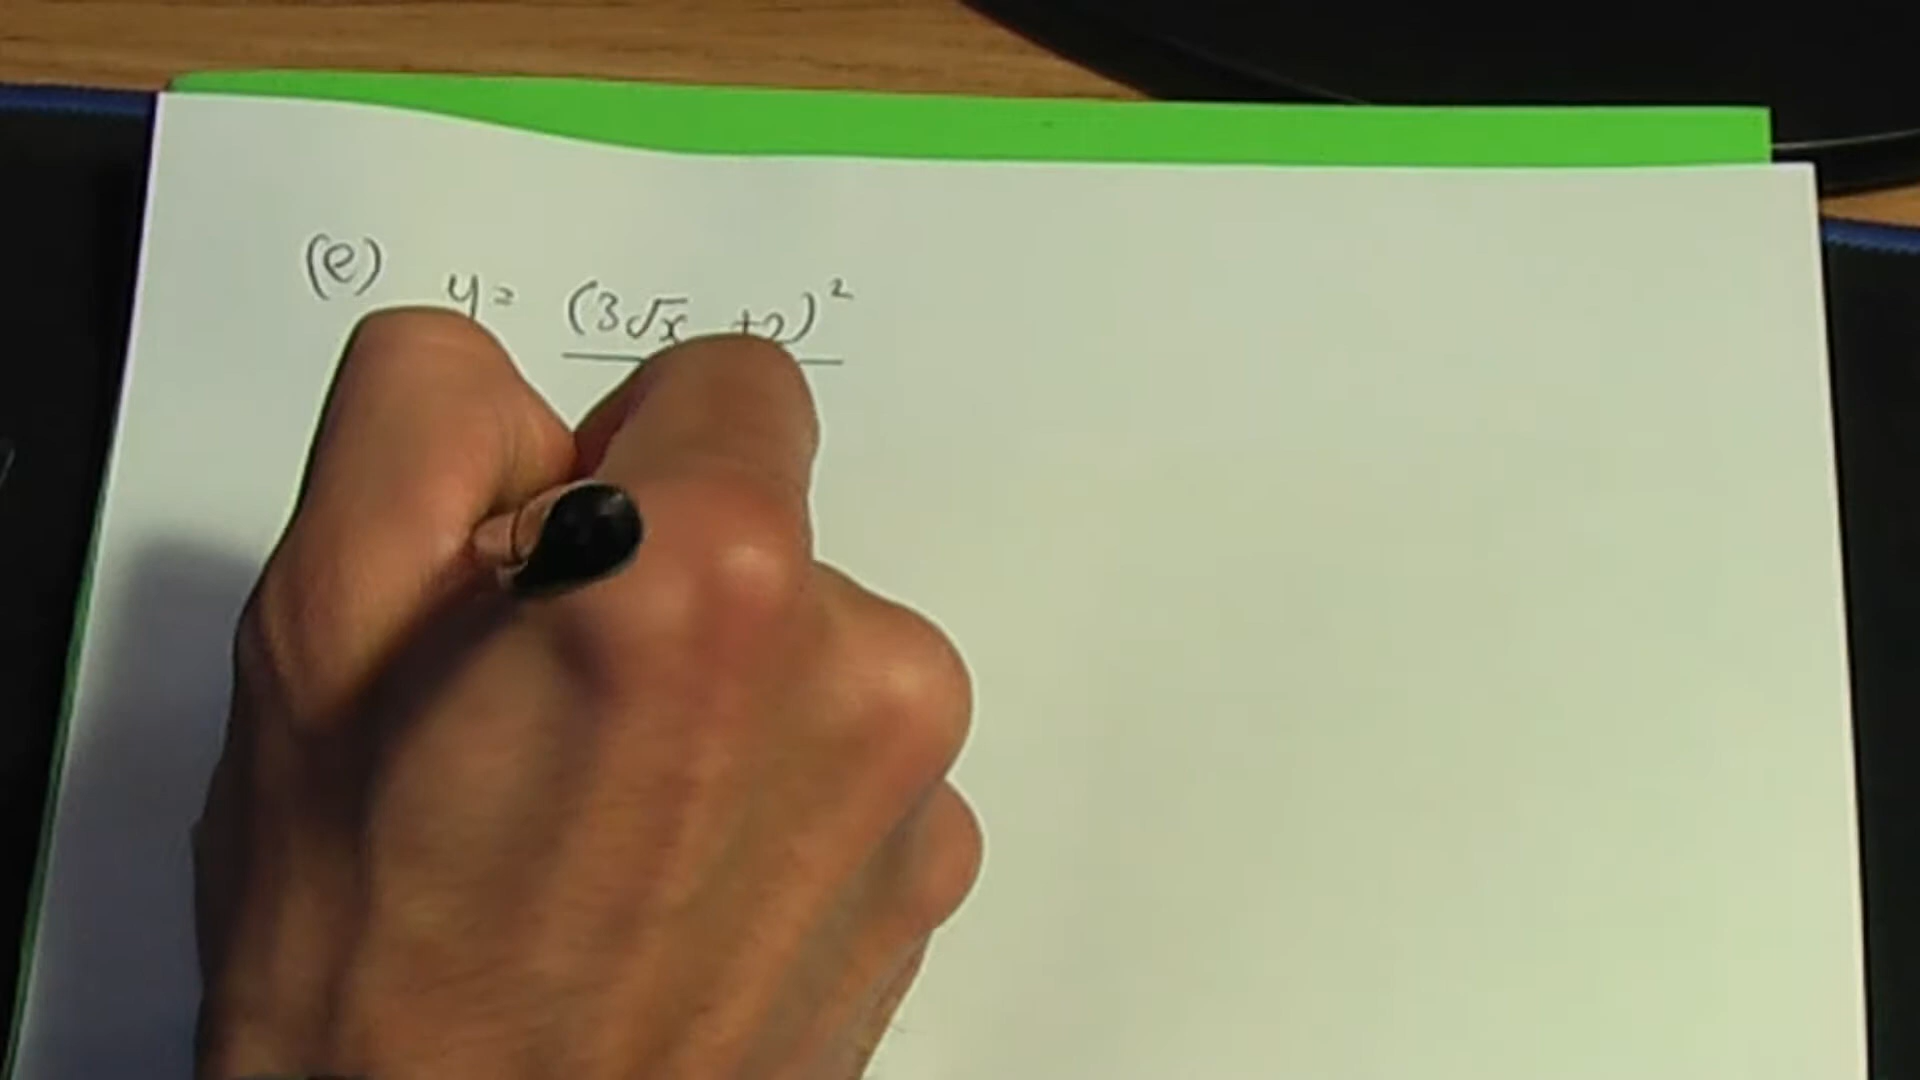 (e) y = (3√x +2)²